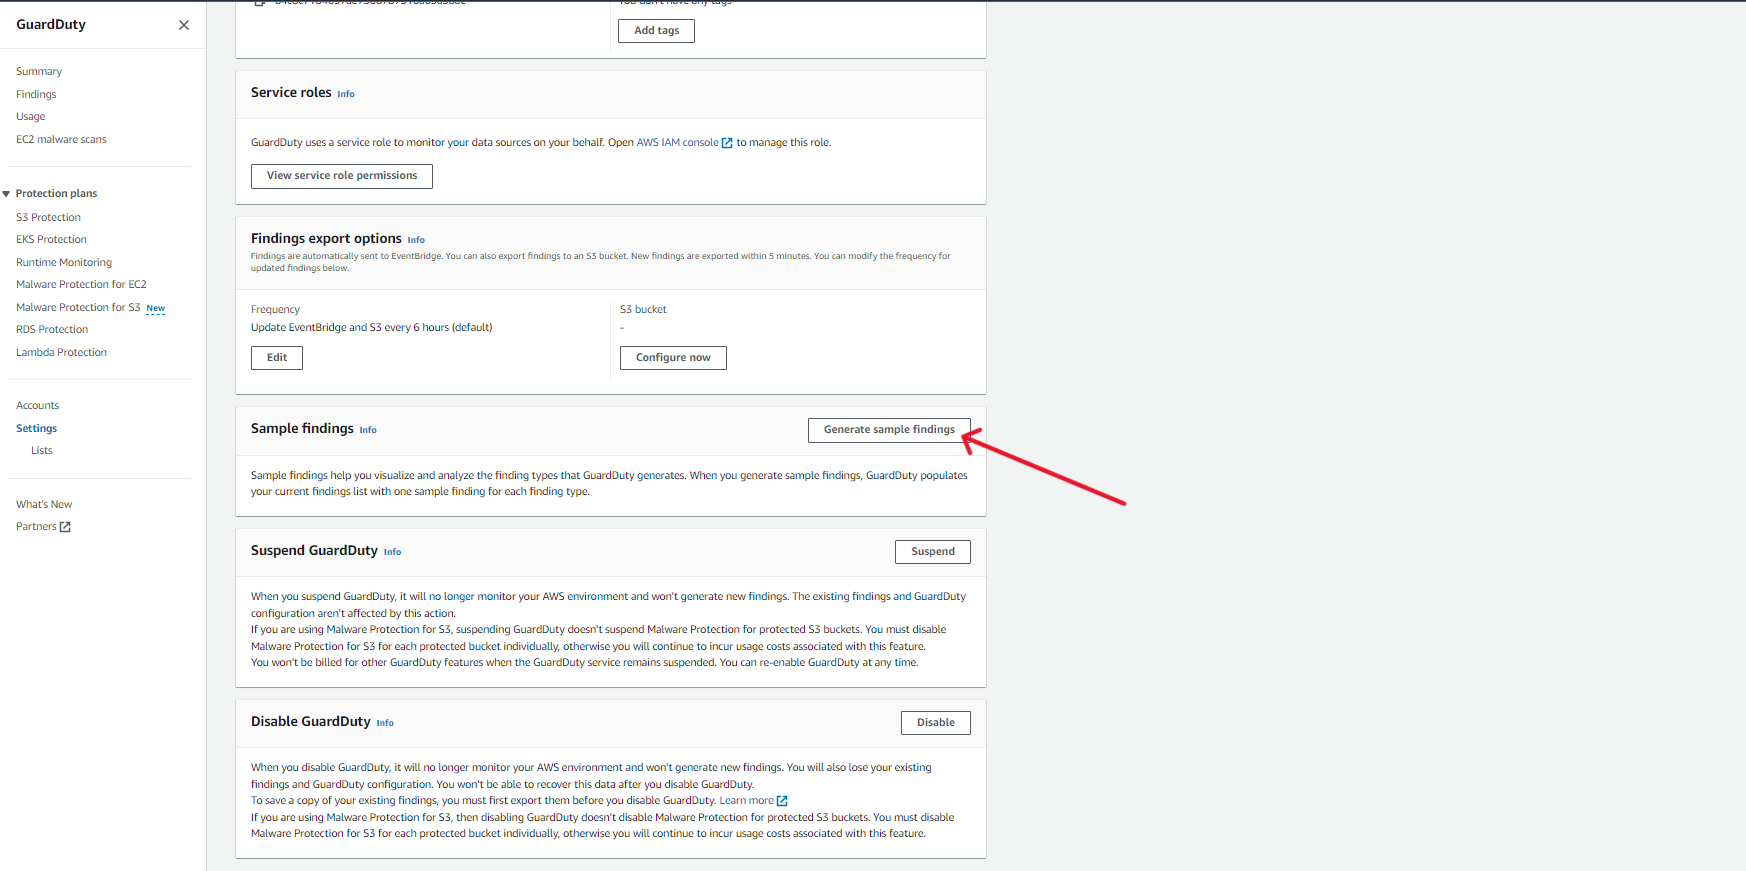 GuardDuty
Summary
Findings
Usage
EC2 malware scans
Protection plans
S3 Protection
EKS Protection
Runtime Monitoring
Malware Protection for EC2
Malware Protection for S3 New
RDS Protection
Lambda Protection
Accounts
Settings
Lists
What's New
Partners
You don't have any tags
Add tags
Service roles Info
GuardDuty uses a service role to monitor your data sources on your behalf. Open AWS IAM console to manage this role.
View service role permissions
Findings export options Info
Findings are automatically sent to EventBridge. You can also export findings to an S3 bucket. New findings are exported within 5 minutes. You can modify the frequency for
updated findings below.
Frequency
Update EventBridge and S3 every 6 hours (default)
Edit
S3 bucket
-
Configure now
Sample findings Info
Generate sample findings
Sample findings help you visualize and analyze the finding types that GuardDuty generates. When you generate sample findings, GuardDuty populates
your current findings list with one sample finding for each finding type.
Suspend GuardDuty Info
Suspend
When you suspend GuardDuty, it will no longer monitor your AWS environment and won't generate new findings. The existing findings and GuardDuty
configuration aren't affected by this action.
If you are using Malware Protection for S3, suspending GuardDuty doesn't suspend Malware Protection for protected S3 buckets. You must disable
Malware Protection for S3 for each protected bucket individually, otherwise you will continue to incur usage costs associated with this feature.
You won't be billed for other GuardDuty features when the GuardDuty service remains suspended. You can re-enable GuardDuty at any time.
Disable GuardDuty Info
Disable
When you disable GuardDuty, it will no longer monitor your AWS environment and won't generate new findings. You will also lose your existing
findings and GuardDuty configuration. You won't be able to recover this data after you disable GuardDuty.
To save a copy of your existing findings, you must first export them before you disable GuardDuty. Learn more
If you are using Malware Protection for S3, then disabling GuardDuty doesn't disable Malware Protection for protected S3 buckets. You must disable
Malware Protection for S3 for each protected bucket individually, otherwise you will continue to incur usage costs associated with this feature.